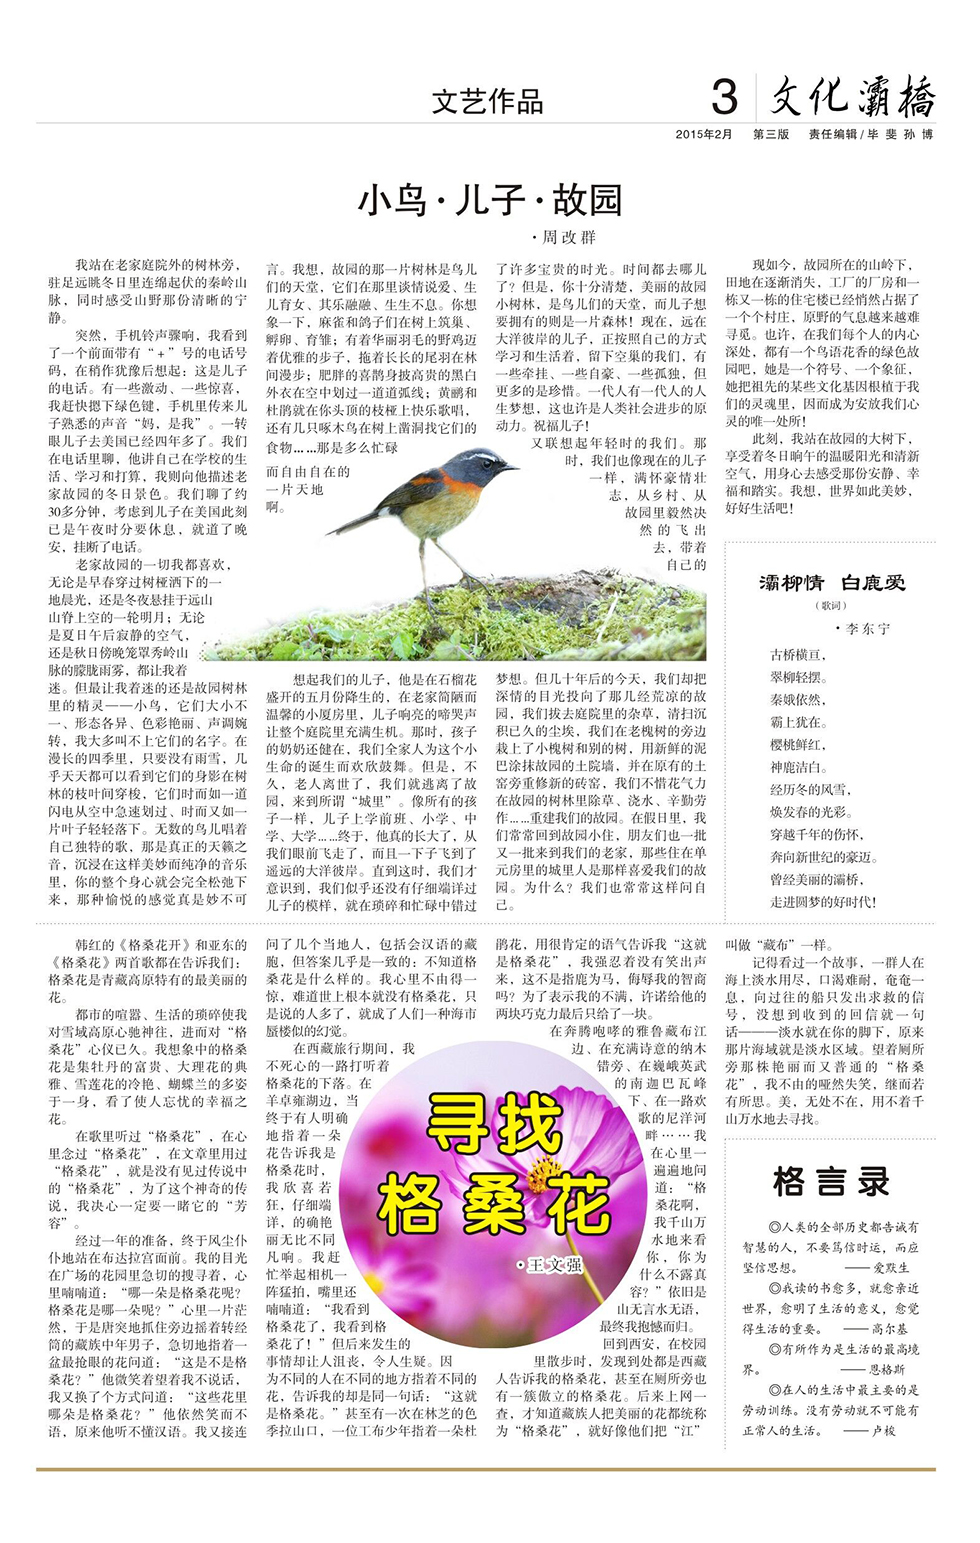 文艺作品
3
文化灞橋
2015年2月 第三版 责任编辑/毕 斐 孙 博
小鸟·儿子·故园
·周改群
我站在老家庭院外的树林旁，
驻足远眺冬日里连绵起伏的秦岭山
脉，同时感受山野那份清晰的宁
静。
突然，手机铃声骤响，我看到
了一个前面带有“+”号的电话号
码，在稍作犹豫后想起：这是儿子
的电话。有一些激动、一些惊喜，
我赶快摁下绿色键，手机里传来儿
子熟悉的声音“妈，是我”。一转
眼儿子去美国已经四年多了。我们
在电话里聊，他讲自己在学校的生
活、学习和打算，我则向他描述老
家故园的冬日景色。我们聊了约
30多分钟，考虑到儿子在美国此刻
已是午夜时分要休息，就道了晚
安，挂断了电话。
老家故园的一切我都喜欢，
无论是早春穿过树桠洒下的一
地晨光，还是冬夜悬挂于远山
山脊上空的一轮明月；无论
是夏日午后寂静的空气，
还是秋日傍晚笼罩秀岭山
脉的朦胧雨雾，都让我着
迷。但最让我着迷的还是故园树林
里的精灵——小鸟，它们大小不
一、形态各异、色彩艳丽、声调婉
转，我大多叫不上它们的名字。在
漫长的四季里，只要没有雨雪，几
乎天天都可以看到它们的身影在树
林的枝叶间穿梭，它们时而如一道
闪电从空中急速划过、时而又如一
片叶子轻轻落下。无数的鸟儿唱着
自己独特的歌，那是真正的天籁之
音，沉浸在这样美妙而纯净的音乐
里，你的整个身心就会完全松弛下
来，那种愉悦的感觉真是妙不可
言。我想，故园的那一片树林是鸟儿
们的天堂，它们在那里谈情说爱、生
儿育女、其乐融融、生生不息。你想
象一下，麻雀和鸽子们在树上筑巢、
孵卵、育雏；有着华丽羽毛的野鸡迈
着优雅的步子，拖着长长的尾羽在林
间漫步；肥胖的喜鹊身披高贵的黑白
外衣在空中划过一道道弧线；黄鹂和
杜鹃就在你头顶的枝桠上快乐歌唱，
还有几只啄木鸟在树上凿洞找它们的
食物……那是多么忙碌
而自由自在的
一片天地
啊。
想起我们的儿子，他是在石榴花
盛开的五月份降生的，在老家简陋而
温馨的小厦房里，儿子响亮的啼哭声
让整个庭院里充满生机。那时，孩子
的奶奶还健在，我们全家人为这个小
生命的诞生而欢欣鼓舞。但是，不
久，老人离世了，我们就逃离了故
园，来到所谓“城里”。像所有的孩
子一样，儿子上学前班、小学、中
学、大学……终于，他真的长大了，从
我们眼前飞走了，而且一下子飞到了
遥远的大洋彼岸。直到这时，我们才
意识到，我们似乎还没有仔细端详过
儿子的模样，就在琐碎和忙碌中错过
了许多宝贵的时光。时间都去哪儿
了？但是，你十分清楚，美丽的故园
小树林，是鸟儿们的天堂，而儿子想
要拥有的则是一片森林！现在，远在
大洋彼岸的儿子，正按照自己的方式
学习和生活着，留下空巢的我们，有
一些牵挂、一些自豪、一些孤独，但
更多的是珍惜。一代人有一代人的人
生梦想，这也许是人类社会进步的原
动力。祝福儿子！
又联想起年轻时的我们。那
时，我们也像现在的儿子
一样，满怀豪情壮
志，从乡村、从
故园里毅然决
然的飞出
去，带着
自己的
梦想。但几十年后的今天，我们却把
深情的目光投向了那几经荒凉的故
园，我们拔去庭院里的杂草，清扫沉
积已久的尘埃，我们在老槐树的旁边
栽上了小槐树和别的树，用新鲜的泥
巴涂抹故园的土院墙，并在原有的土
窑旁重修新的砖窑，我们不惜花气力
在故园的树林里除草、浇水、辛勤劳
作……重建我们的故园。在假日里，我
们常常回到故园小住，朋友们也一批
又一批来到我们的老家，那些住在单
元房里的城里人是那样喜爱我们的故
园。为什么？我们也常常这样问自
己。
现如今，故园所在的山岭下，
田地在逐渐消失，工厂的厂房和一
栋又一栋的住宅楼已经悄然占据了
一个个村庄，原野的气息越来越难
寻觅。也许，在我们每个人的内心
深处，都有一个鸟语花香的绿色故
园吧，她是一个符号、一个象征，
她把祖先的某些文化基因根植于我
们的灵魂里，因而成为安放我们心
灵的唯一处所！
此刻，我站在故园的大树下，
享受着冬日晌午的温暖阳光和清新
空气，用身心去感受那份安静、幸
福和踏实。我想，世界如此美妙，
好好生活吧！
灞柳情 白鹿爱
（歌词）
·李东宁
古桥横亘，
翠柳轻摆。
秦娥依然，
霸上犹在。
樱桃鲜红，
神鹿洁白。
经历冬的风雪，
焕发春的光彩。
穿越千年的伤怀，
奔向新世纪的豪迈。
曾经美丽的灞桥，
走进圆梦的好时代！
寻找
格桑花
·王文强
韩红的《格桑花开》和亚东的
《格桑花》两首歌都在告诉我们：
格桑花是青藏高原特有的最美丽的
花。
都市的喧嚣、生活的琐碎使我
对雪域高原心驰神往，进而对“格
桑花”心仪已久。我想象中的格桑
花是集牡丹的富贵、大理花的典
雅、雪莲花的冷艳、蝴蝶兰的多姿
于一身，看了使人忘忧的幸福之
花。
在歌里听过“格桑花”，在心
里念过“格桑花”，在文章里用过
“格桑花”，就是没有见过传说中
的“格桑花”，为了这个神奇的传
说，我决心一定要一睹它的“芳
容”。
经过一年的准备，终于风尘仆
仆地站在布达拉宫面前。我的目光
在广场的花园里急切的搜寻着，心
里喃喃道：“哪一朵是格桑花呢？
格桑花是哪一朵呢？”心里一片茫
然，于是唐突地抓住旁边摇着转经
筒的藏族中年男子，急切地指着一
盆最抢眼的花问道：“这是不是格
桑花？”他微笑着望着我不说话，
我又换了个方式问道：“这些花里
哪朵是格桑花？”他依然笑而不
语，原来他听不懂汉语。我又接连
问了几个当地人，包括会汉语的藏
胞，但答案几乎是一致的：不知道格
桑花是什么样的。我心里不由得一
惊，难道世上根本就没有格桑花，只
是说的人多了，就成了人们一种海市
蜃楼似的幻觉。
在西藏旅行期间，我
不死心的一路打听着
格桑花的下落。在
羊卓雍湖边，当
终于有人明确
地指着一朵
花告诉我是
格桑花时，
我欣喜若
狂，仔细端
详，的确艳
丽无比不同
凡响。我赶
忙举起相机一
阵猛拍，嘴里还
喃喃道：“我看到
格桑花了，我看到格
桑花了！”但后来发生的
事情却让人沮丧，令人生疑。因
为不同的人在不同的地方指着不同的
花，告诉我的却是同一句话：“这就
是格桑花。”甚至有一次在林芝的色
季拉山口，一位工布少年指着一朵杜
鹃花，用很肯定的语气告诉我“这就
是格桑花”，我强忍着没有笑出声
来，这不是指鹿为马，侮辱我的智商
吗？为了表示我的不满，许诺给他的
两块巧克力最后只给了一块。
在奔腾咆哮的雅鲁藏布江
边、在充满诗意的纳木
错旁、在巍峨英武
的南迦巴瓦峰
下、在一路欢
歌的尼洋河
畔……我
在心里一
遍遍地问
道：“格
桑花啊，
我千山万
水地来看
你，你为
什么不露真
容？”依旧是
山无言水无语，
最终我抱憾而归。
回到西安，在校园
里散步时，发现到处都是西藏
人告诉我的格桑花，甚至在厕所旁也
有一簇傲立的格桑花。后来上网一
查，才知道藏族人把美丽的花都统称
为“格桑花”，就好像他们把“江”
叫做“藏布”一样。
记得看过一个故事，一群人在
海上淡水用尽，口渴难耐，奄奄一
息，向过往的船只发出求救的信
号，没想到收到的回信就一句
话———淡水就在你的脚下，原来
那片海域就是淡水区域。望着厕所
旁那株艳丽而又普通的“格桑
花”，我不由的哑然失笑，继而若
有所思。美，无处不在，用不着千
山万水地去寻找。
格言录
◎人类的全部历史都告诫有
智慧的人，不要笃信时运，而应
坚信思想。 ——爱默生
◎我读的书愈多，就愈亲近
世界，愈明了生活的意义，愈觉
得生活的重要。 ——高尔基
◎有所作为是生活的最高境
界。 ——恩格斯
◎在人的生活中最主要的是
劳动训练。没有劳动就不可能有
正常人的生活。 ——卢梭